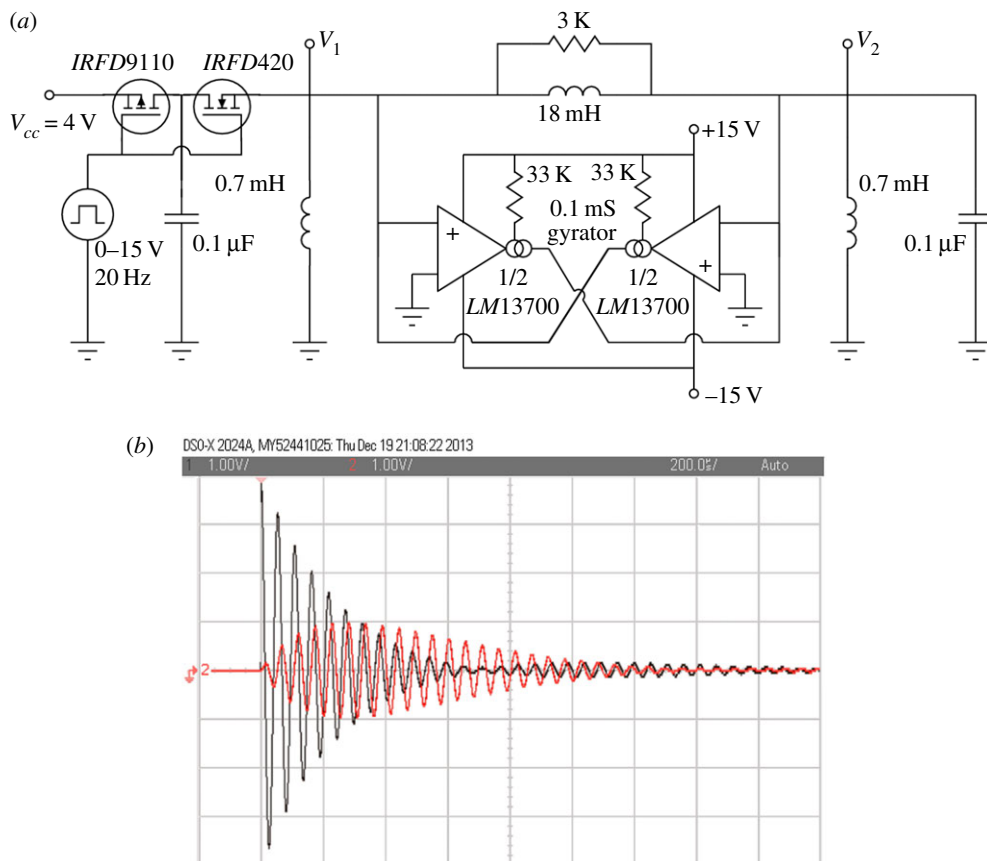 (a)
3 K
IRFD9110
IRFD420
V1
V2
Vcc = 4 V
18 mH
+15 V
33 K
33 K
0.7 mH
0.1 mS
gyrator
0.7 mH
+
+
0–15 V
20 Hz
0.1 µF
1/2
LM13700
1/2
LM13700
0.1 µF
–15 V
(b)
DSO-X 2024A, MY52441025: Thu Dec 19 21:08:22 2013
1 1.00V/ 2 1.00V/ 200.0µs/ Auto
2